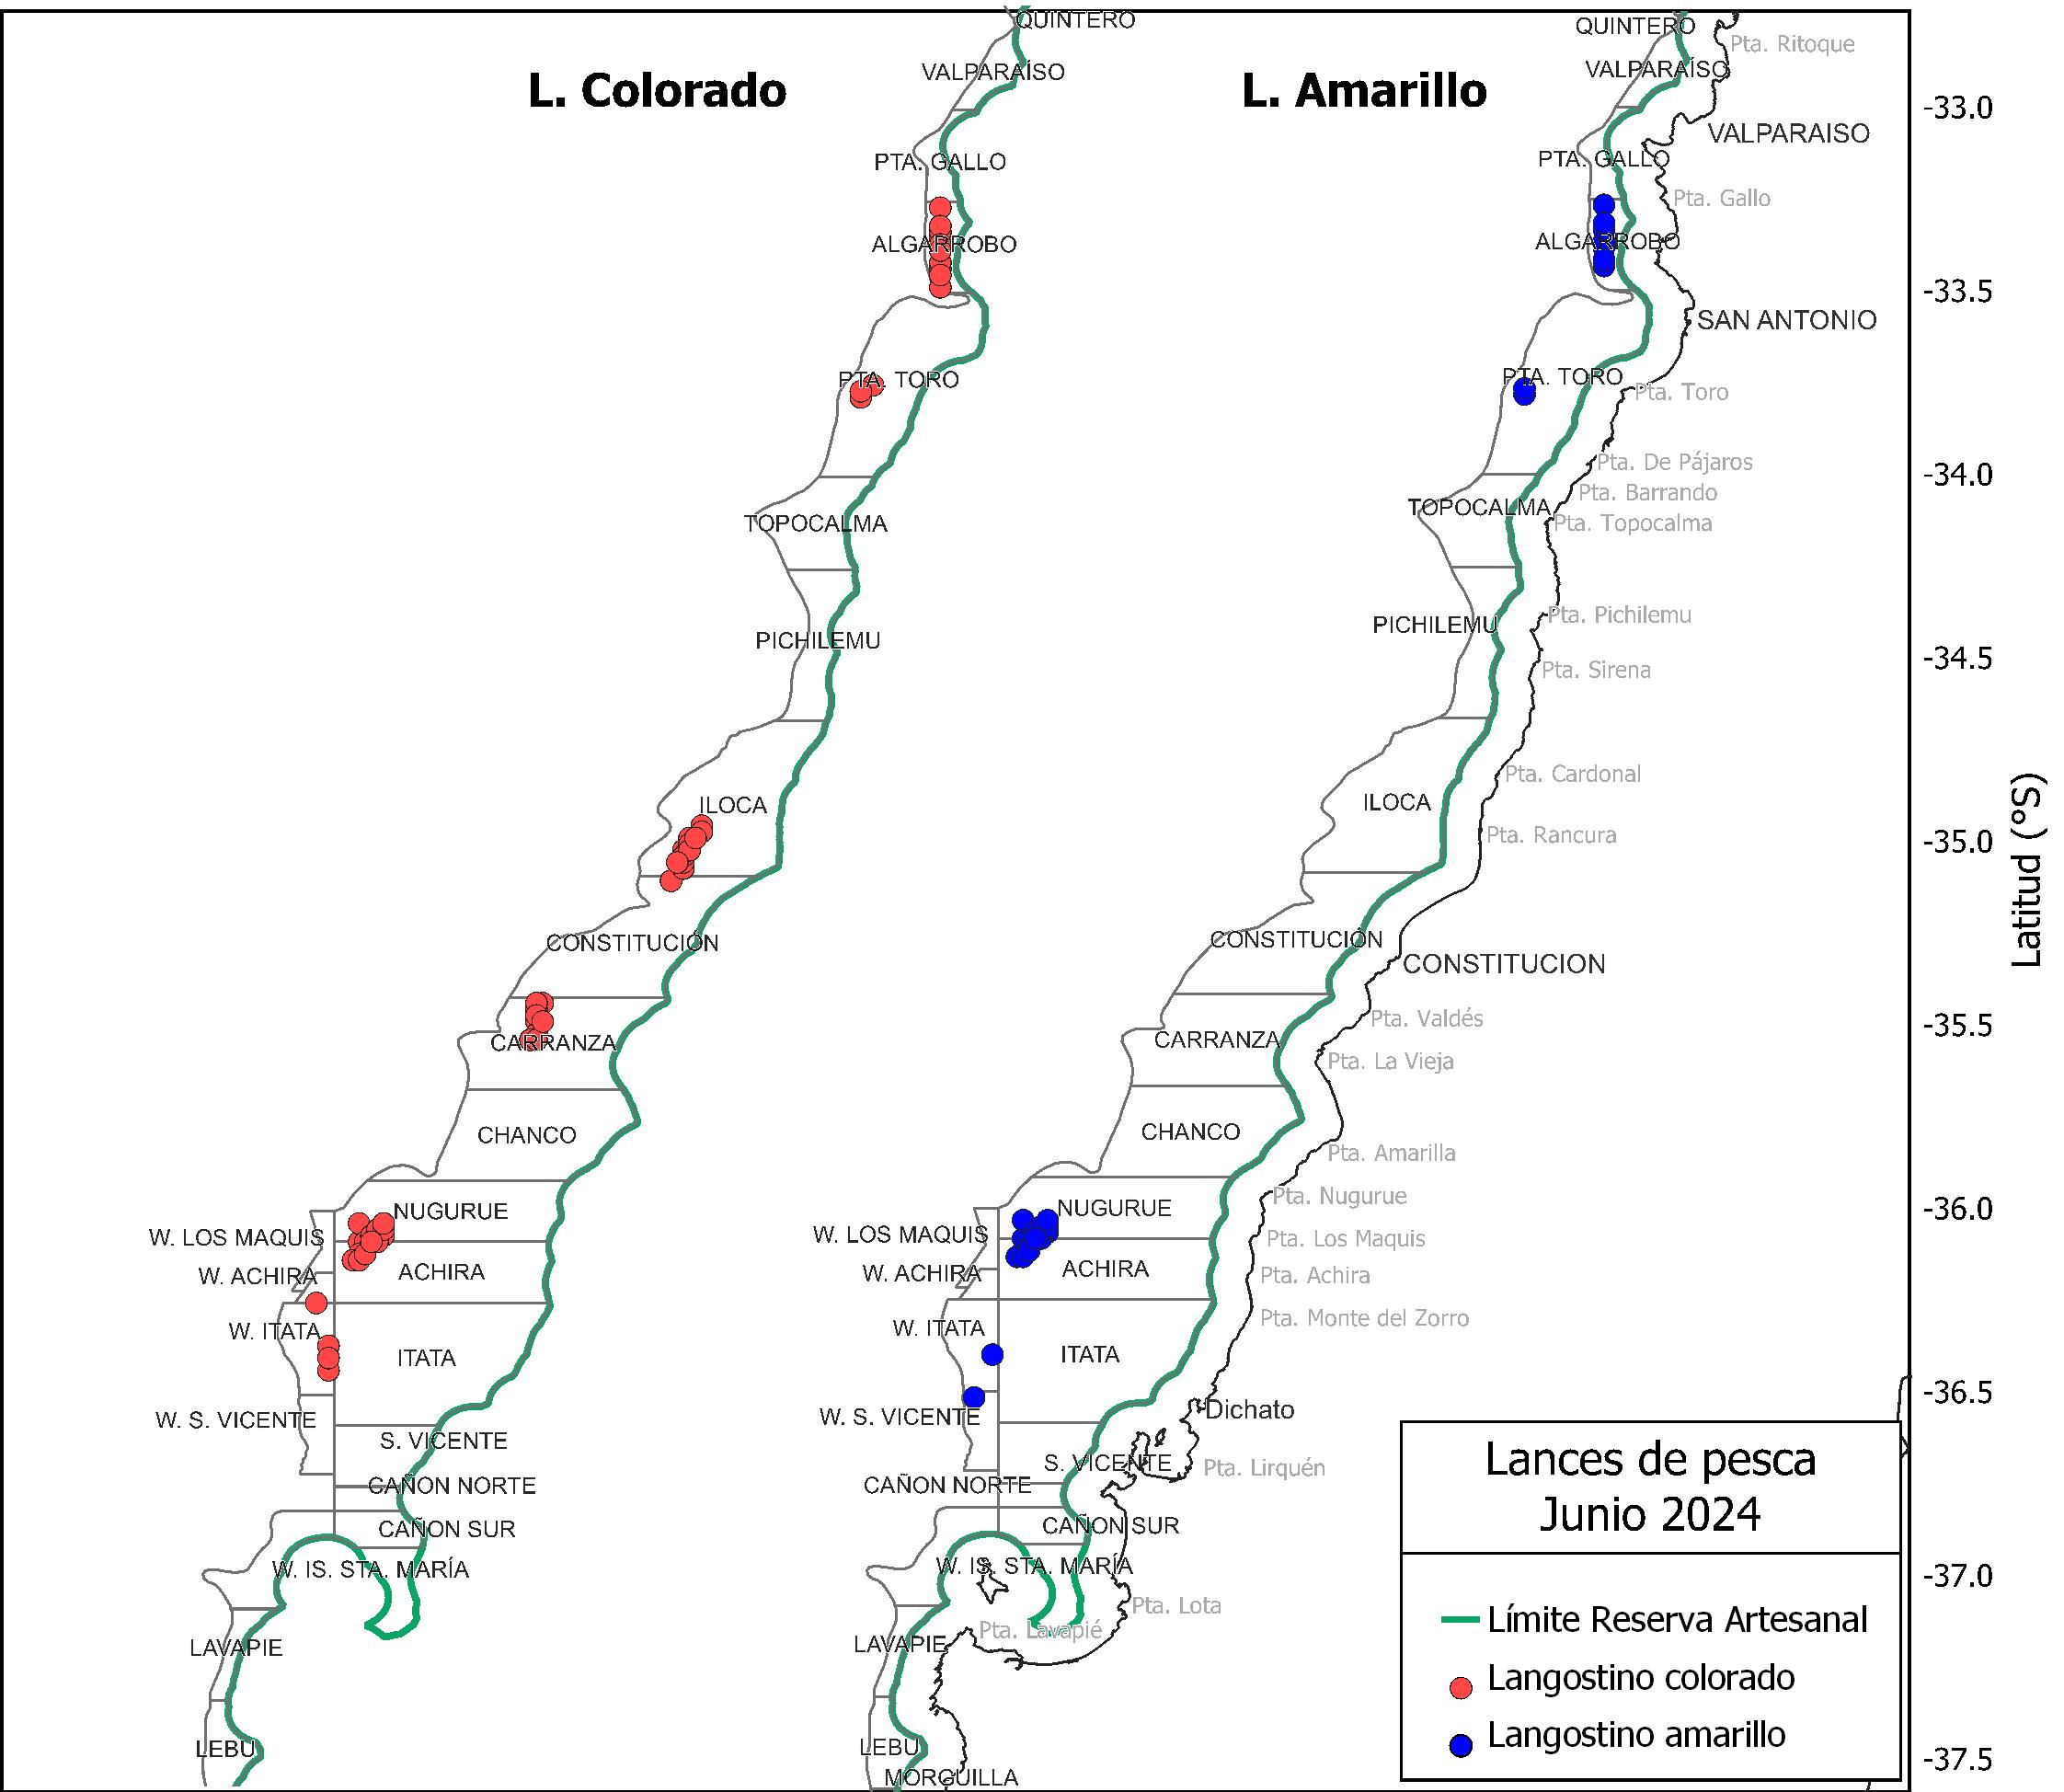 L. Colorado
QUINTERO
VALPARAÍSO
PTA. GALLO
ALGARROBO
PTA. TORO
TOPOCALMA
PICHILEMU
ILOCA
CONSTITUCIÓN
CARRANZA
CHANCO
NUGURUE
W. LOS MAQUIS
W. ACHIRA
ACHIRA
W. ITATA
ITATA
W. S. VICENTE
S. VICENTE
CAÑON NORTE
CAÑON SUR
W. IS. STA. MARÍA
LAVAPIE
LEBU
L. Amarillo
QUINTERO
VALPARAÍSO
PTA. GALLO
ALGARROBO
PTA. TORO
TOPOCALMA
PICHILEMU
ILOCA
CONSTITUCIÓN
CARRANZA
CHANCO
NUGURUE
W. LOS MAQUIS
W. ACHIRA
ACHIRA
W. ITATA
ITATA
W. S. VICENTE
S. VICENTE
CAÑON NORTE
CAÑON SUR
W. IS. STA. MARÍA
LAVAPIE
LEBU
MORGUILLA
Pta. Ritoque
VALPARAISO
Pta. Gallo
SAN ANTONIO
Pta. Toro
Pta. De Pájaros
Pta. Barrando
Pta. Topocalma
Pta. Pichilemu
Pta. Sirena
Pta. Cardonal
Pta. Rancura
CONSTITUCION
Pta. Valdés
Pta. La Vieja
Pta. Amarilla
Pta. Nugurue
Pta. Los Maquis
Pta. Achira
Pta. Monte del Zorro
Dichato
Pta. Lirquén
Pta. Lota
Pta. Lavapié
-33.0
-33.5
-34.0
-34.5
-35.0
-35.5
-36.0
-36.5
-37.0
-37.5
Latitud (°S)
Lances de pesca
Junio 2024
Límite Reserva Artesanal
Langostino colorado
Langostino amarillo